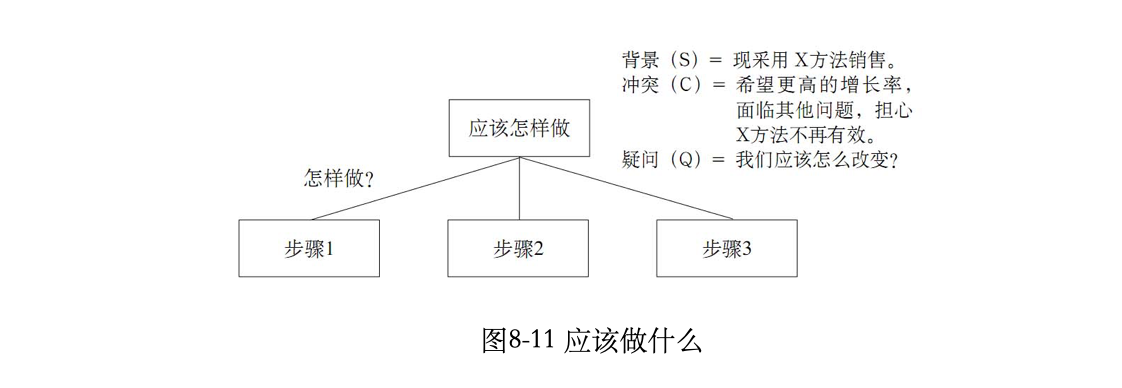 背景（S）= 现采用 X方法销售。
冲突（C）= 希望更高的增长率，
面临其他问题，担心
X方法不再有效。
疑问（Q）= 我们应该怎么改变？
应该怎样做
怎样做？
步骤1
步骤2
步骤3
图8-11 应该做什么